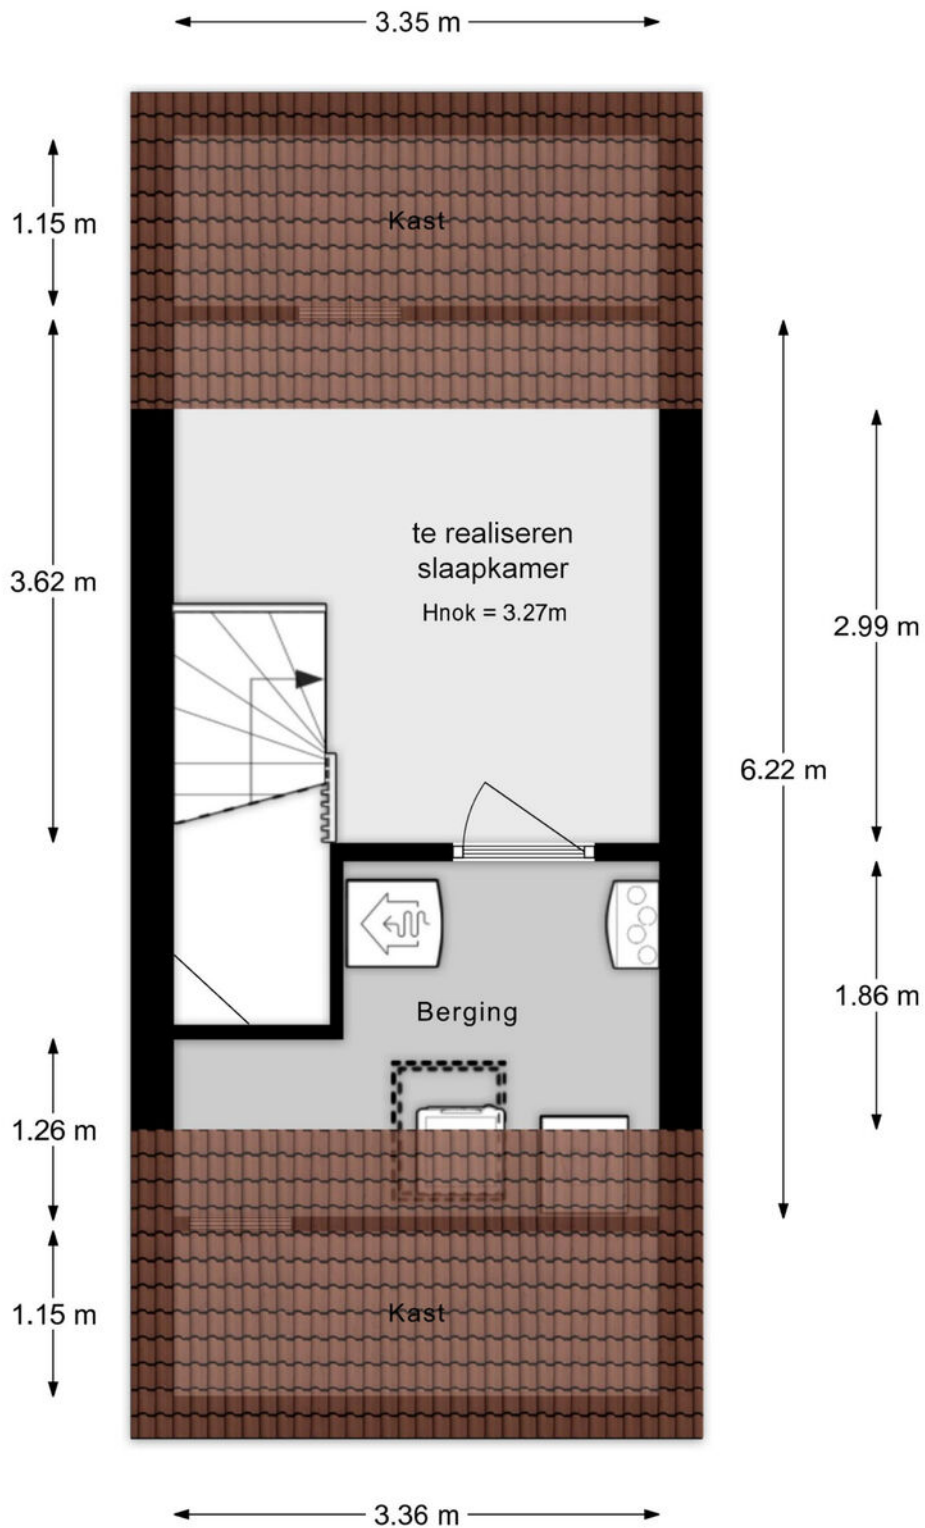 3.35 m
1.15 m
Kast
3.62 m
te realiseren
slaapkamer
Hnok = 3.27m
2.99 m
6.22 m
1.86 m
Berging
1.26 m
1.15 m
Kast
3.36 m